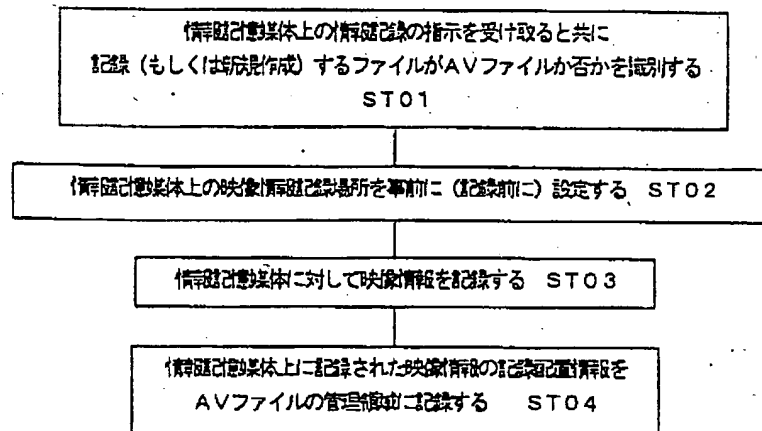 情報記憶媒体上の情報記録の指示を受け取ると共に
記録（もしくは新規作成）するファイルがAVファイルか否かを識別する
ST01
情報記憶媒体上の映像情報記録場所を事前に（記録前に）設定する ST02
情報記憶媒体に対して映像情報を記録する ST03
情報記憶媒体上に記録された映像情報の記録配置情報を
AVファイルの管理領域に記録する ST04